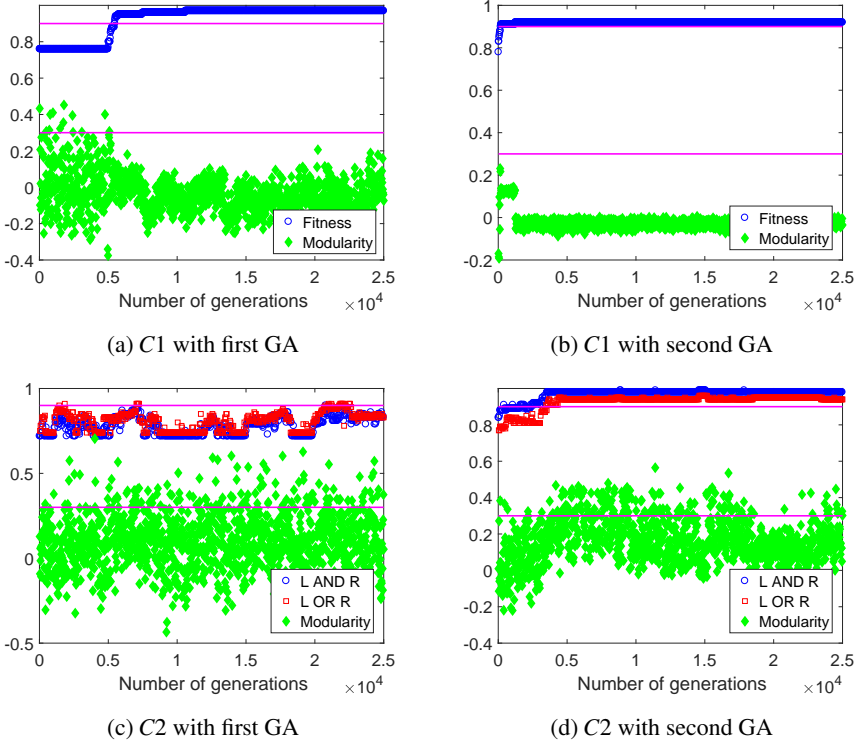 0.8
0.6
0.4
0.2
0
-0.2
-0.4
0 0.5 1 1.5 2 2.5
Number of generations ×10⁴
Fitness
Modularity
(a) C1 with first GA
1
0.8
0.6
0.4
0.2
0
-0.2
0 0.5 1 1.5 2 2.5
Number of generations ×10⁴
Fitness
Modularity
(b) C1 with second GA
1
0.5
0
-0.5
0 0.5 1 1.5 2 2.5
Number of generations ×10⁴
L AND R
L OR R
Modularity
(c) C2 with first GA
0.8
0.6
0.4
0.2
0
-0.2
-0.4
0 0.5 1 1.5 2 2.5
Number of generations ×10⁴
L AND R
L OR R
Modularity
(d) C2 with second GA